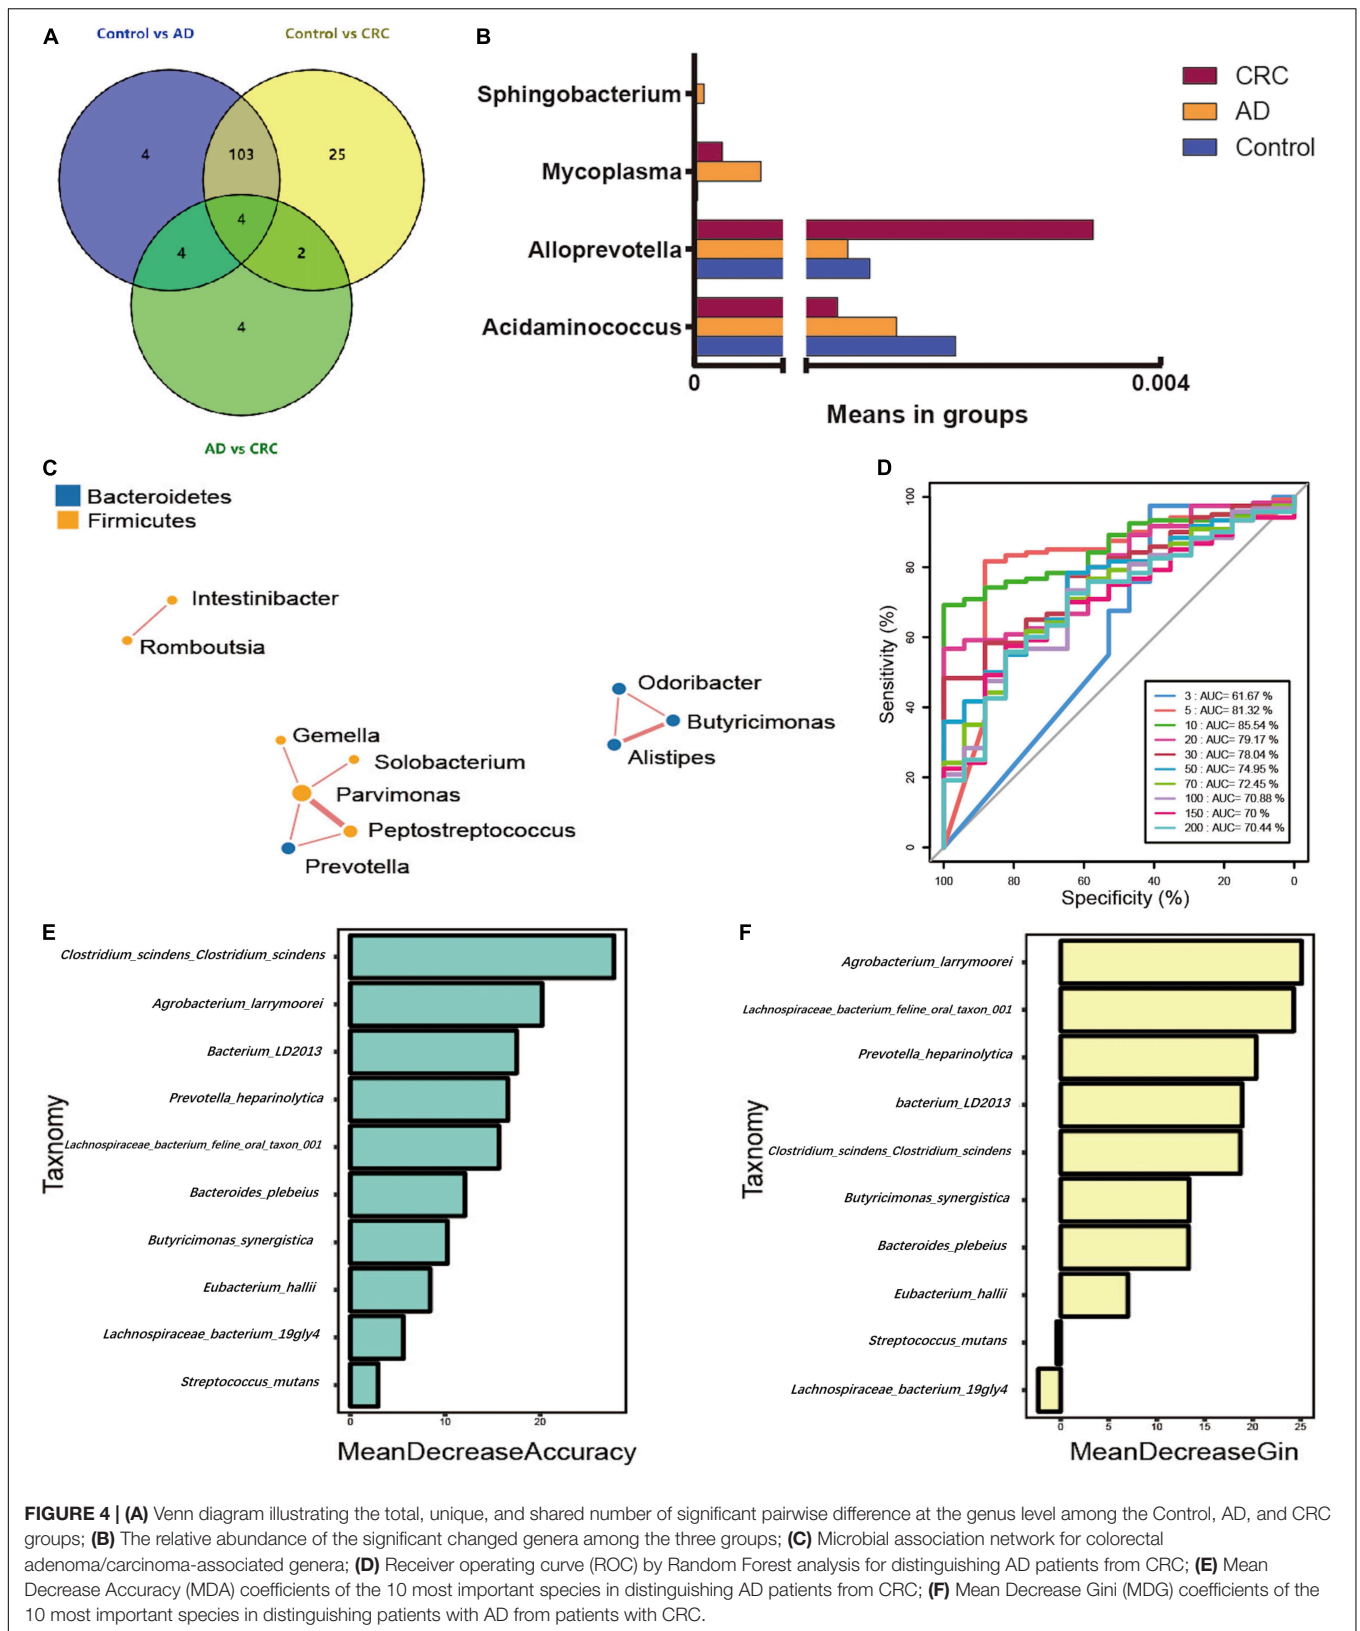 A
Control vs AD
Control vs CRC
4
103
25
4
4
2
4
AD vs CRC
B
Sphingobacterium
Mycoplasma
Alloprevotella
Acidaminococcus
0
0.004
Means in groups
CRC
AD
Control
C
Bacteroidetes
Firmicutes
Intestinibacter
Romboutsia
Odoribacter
Butyricimonas
Alistipes
Gemella
Solobacterium
Parvimonas
Peptostreptococcus
Prevotella
D
Sensitivity (%)
100
80
60
40
20
0
3 : AUC= 61.67 %
5 : AUC= 81.32 %
10 : AUC= 85.54 %
20 : AUC= 79.17 %
30 : AUC= 78.04 %
50 : AUC= 74.95 %
70 : AUC= 72.45 %
100 : AUC= 70.88 %
150 : AUC= 70 %
200 : AUC= 70.44 %
100
80
60
40
20
0
Specificity (%)
E
Taxnomy
Clostridium_scindens_Clostridium_scindens
Agrobacterium_larrymoorei
Bacterium_LD2013
Prevotella_heparinolytica
Lachnospiraceae_bacterium_feline_oral_taxon_001
Bacteroides_plebeius
Butyricimonas_synergistica
Eubacterium_hallii
Lachnospiraceae_bacterium_19gly4
Streptococcus_mutans
0
10
20
MeanDecreaseAccuracy
F
Taxnomy
Agrobacterium_larrymoorei
Lachnospiraceae_bacterium_feline_oral_taxon_001
Prevotella_heparinolytica
bacterium_LD2013
Clostridium_scindens_Clostridium_scindens
Butyricimonas_synergistica
Bacteroides_plebeius
Eubacterium_hallii
Streptococcus_mutans
Lachnospiraceae_bacterium_19gly4
0
5
10
15
20
25
MeanDecreaseGin
FIGURE 4 | (A) Venn diagram illustrating the total, unique, and shared number of significant pairwise difference at the genus level among the Control, AD, and CRC
groups; (B) The relative abundance of the significant changed genera among the three groups; (C) Microbial association network for colorectal
adenoma/carcinoma-associated genera; (D) Receiver operating curve (ROC) by Random Forest analysis for distinguishing AD patients from CRC; (E) Mean
Decrease Accuracy (MDA) coefficients of the 10 most important species in distinguishing AD patients from CRC; (F) Mean Decrease Gini (MDG) coefficients of the
10 most important species in distinguishing patients with AD from patients with CRC.